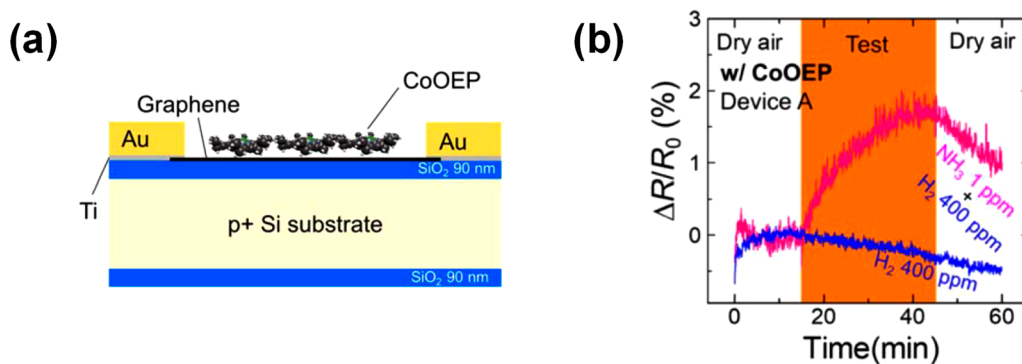 (a)
CoOEP
Graphene
Au
Au
SiO2 90 nm
Ti
p+ Si substrate
SiO2 90 nm
(b)
Dry air
Test
Dry air
w/ CoOEP
Device A
NH3 1 ppm
+
H2 400 ppm
H2 400 ppm
ΔR/R0 (%)
3
2
1
0
0
20
40
60
Time(min)